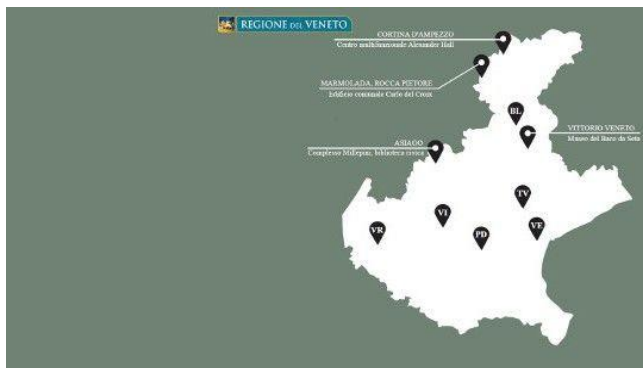 REGIONE DEL VENETO
CORTINA D'AMPEZZO
Centro multifunzionale Alexander Hall
MARMOLADA, ROCCA PIETORE
Edificio comunale Carlo del Croix
BL
VITTORIO VENETO
Museo del Baco da Seta
ASIAGO
Complesso Millepini, biblioteca civica
TV
VI
VR
PD
VE